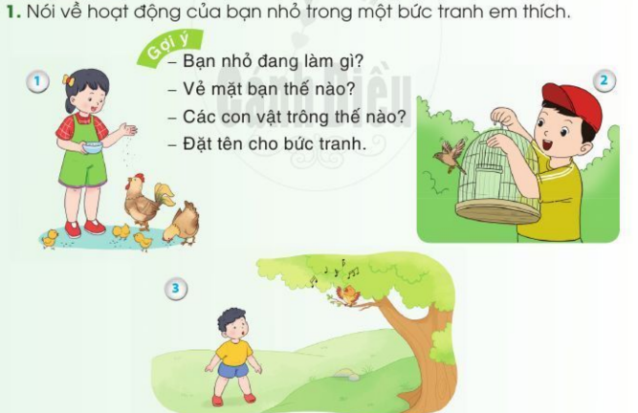 1. Nói về hoạt động của bạn nhỏ trong một bức tranh em thích.
Gợi ý
– Bạn nhỏ đang làm gì?
– Vẻ mặt bạn thế nào?
– Các con vật trông thế nào?
– Đặt tên cho bức tranh.
1
2
3
Cánh Diều